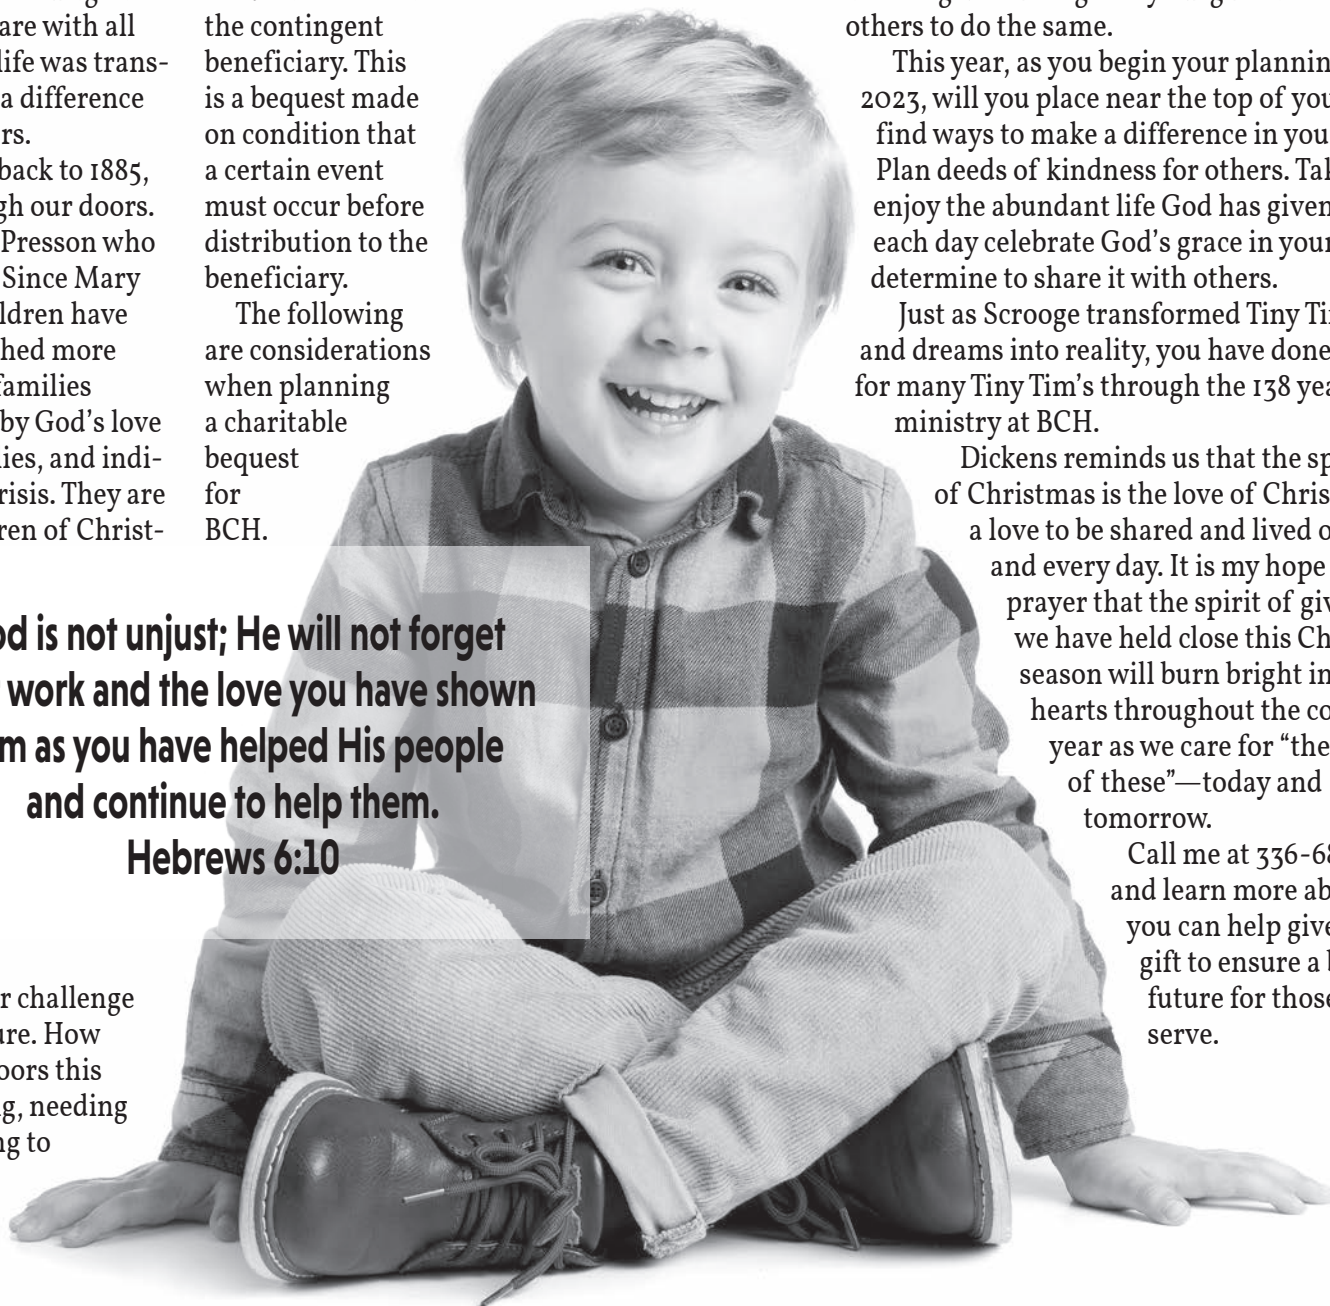 are with all
life was trans-
a difference
rs.
back to 1885,
gh our doors.
Presson who
Since Mary
ldren have
hed more
families
by God’s love
ies, and indi-
risis. They are
ren of Christ-
the contingent
beneficiary. This
is a bequest made
on condition that
a certain event
must occur before
distribution to the
beneficiary.
The following
are considerations
when planning
a charitable
bequest
for
BCH.
od is not unjust; He will not forget
work and the love you have shown
m as you have helped His people
and continue to help them.
Hebrews 6:10
r challenge
ure. How
oors this
g, needing
ng to
others to do the same.
This year, as you begin your plannin
2023, will you place near the top of you
find ways to make a difference in you
Plan deeds of kindness for others. Tak
enjoy the abundant life God has given
each day celebrate God’s grace in your
determine to share it with others.
Just as Scrooge transformed Tiny Ti
and dreams into reality, you have done
for many Tiny Tim’s through the 138 yea
ministry at BCH.
Dickens reminds us that the sp
of Christmas is the love of Chris
a love to be shared and lived o
and every day. It is my hope
prayer that the spirit of giv
we have held close this Ch
season will burn bright in
hearts throughout the co
year as we care for “the
of these”—today and
tomorrow.
Call me at 336-68
and learn more ab
you can help give
gift to ensure a b
future for those
serve.